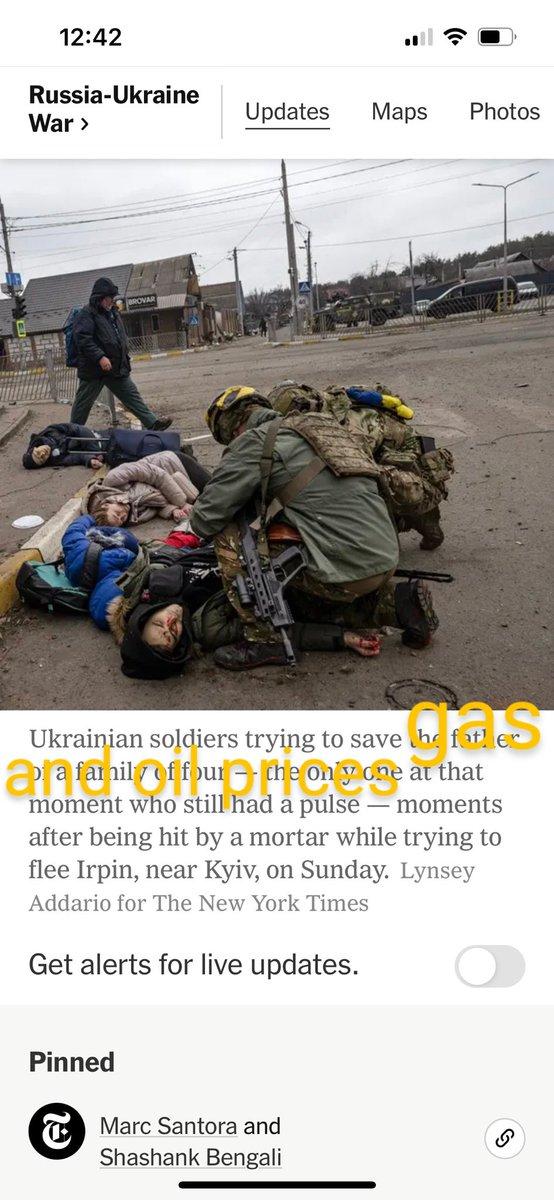 12:42
Russia-Ukraine
War >
Updates
Maps
Photos
BROVAR
gas
and oil prices
Ukrainian soldiers trying to save the father
of a family of four — the only one at that
moment who still had a pulse — moments
after being hit by a mortar while trying to
flee Irpin, near Kyiv, on Sunday. Lynsey
Addario for The New York Times
Get alerts for live updates.
Pinned
Marc Santora and
Shashank Bengali